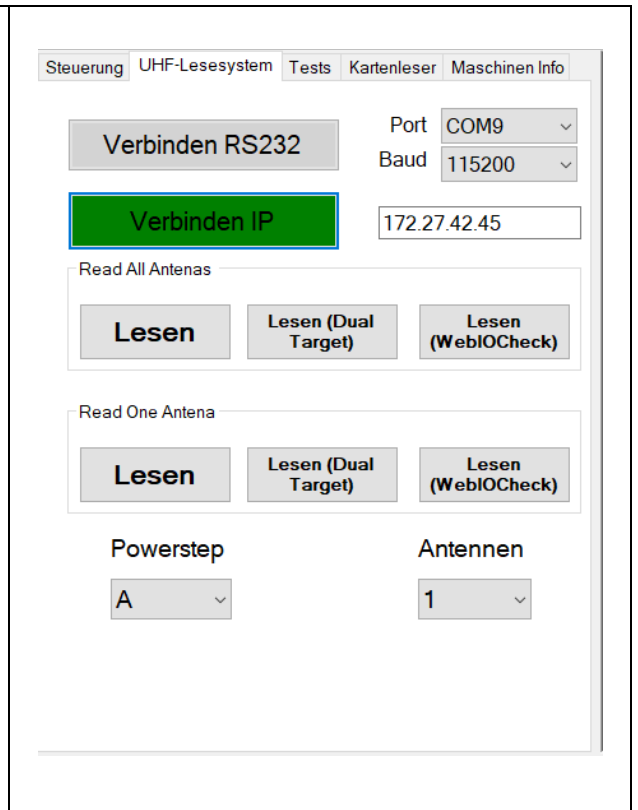 Steuerung UHF-Lesesystem Tests Kartenleser Maschinen Info
Verbinden RS232
Port COM9
Baud 115200
Verbinden IP
172.27.42.45
Read All Antenas
Lesen
Lesen (Dual
Target)
Lesen
(WebIOCheck)
Read One Antena
Lesen
Lesen (Dual
Target)
Lesen
(WebIOCheck)
Powerstep
Antennen
A
1